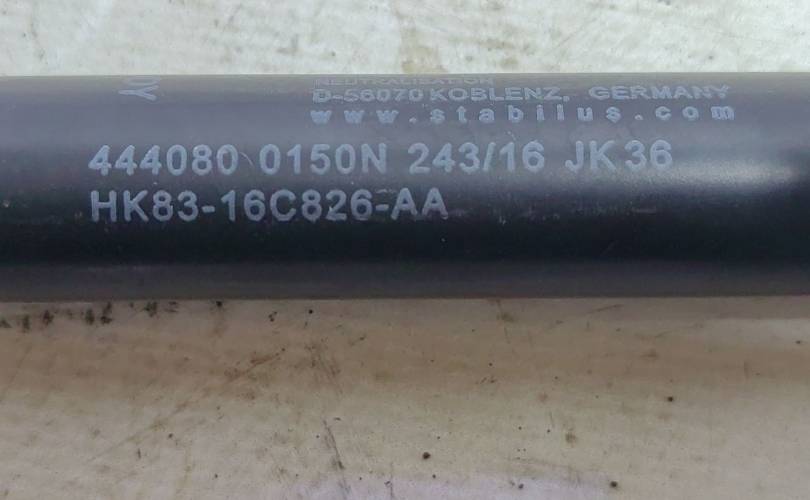 NEUTRALISATION
D-56070 KOBLENZ, GERMANY
www.stabilus.com
444080 0150N 243/16 JK36
HK83-16C826-AA